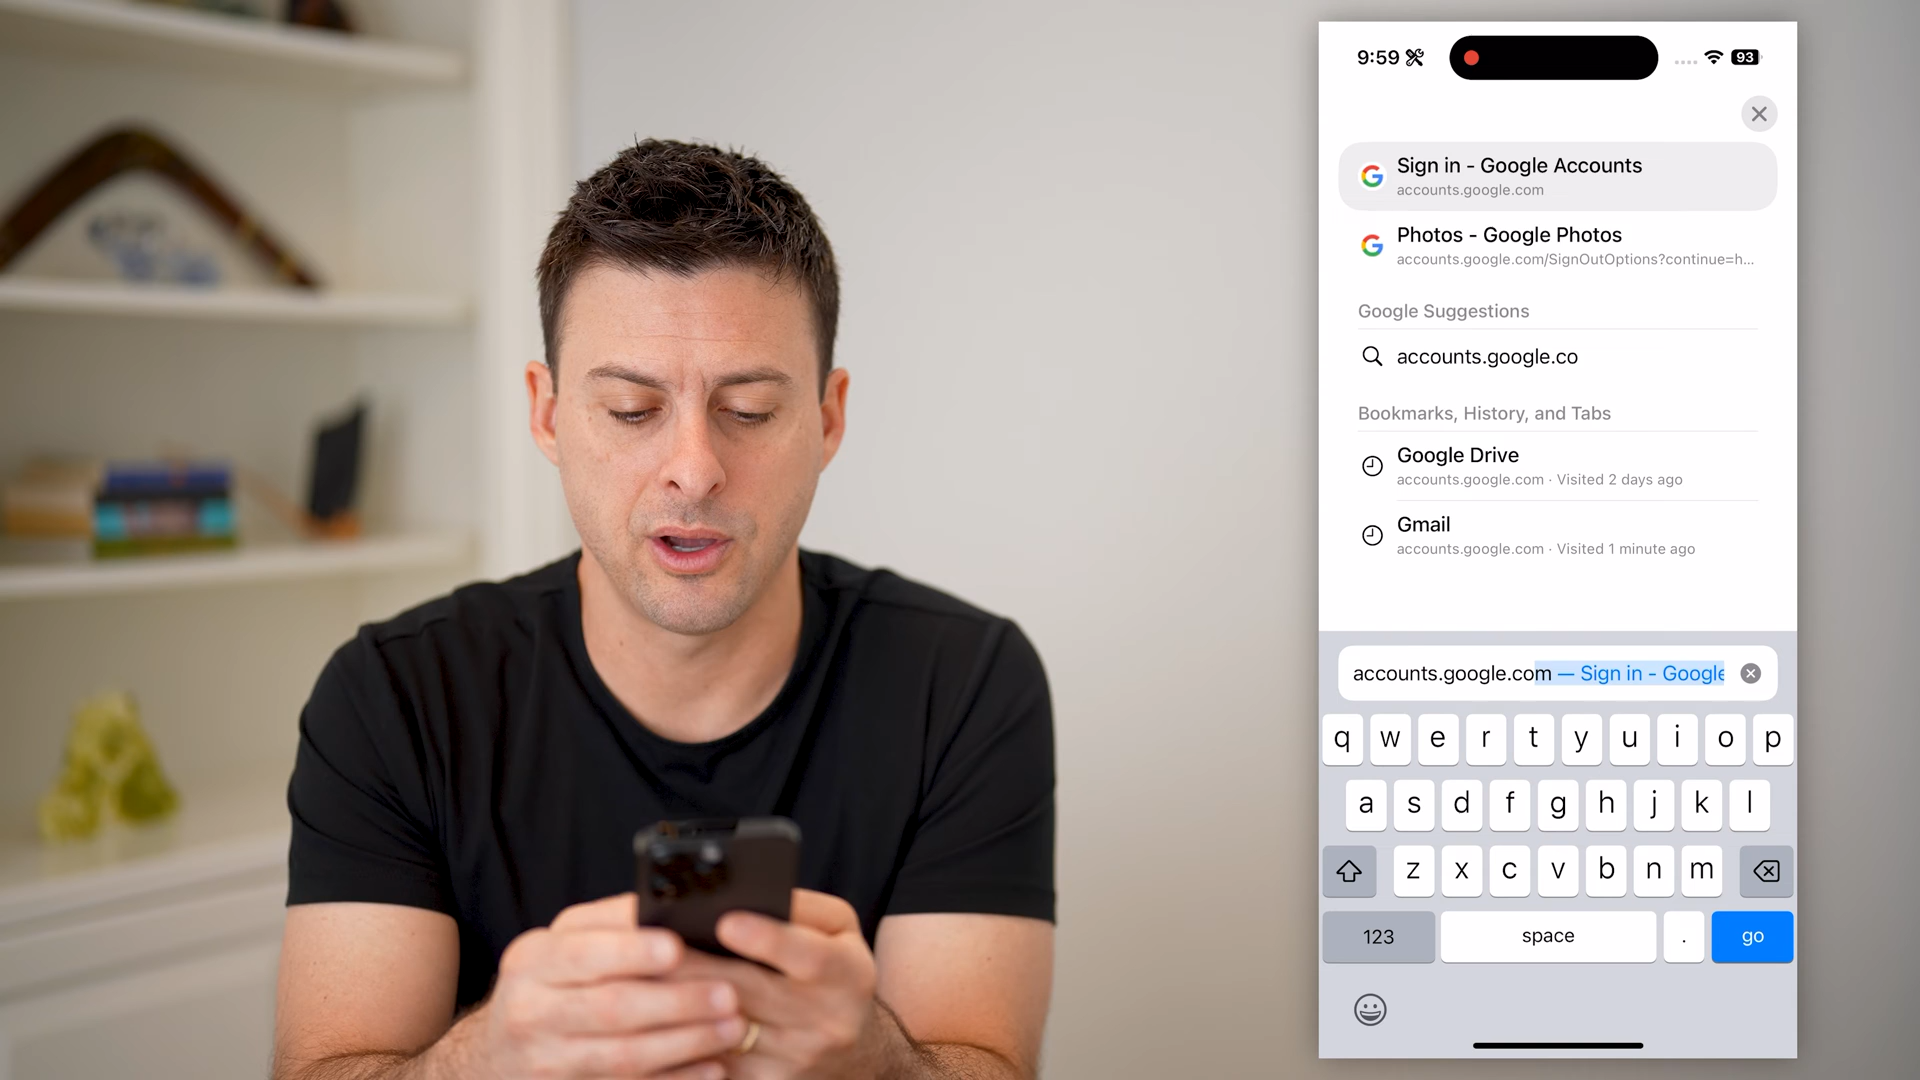 9:59
93
Sign in - Google Accounts
accounts.google.com
Photos - Google Photos
accounts.google.com/SignOutOptions?continue=h...
Google Suggestions
accounts.google.co
Bookmarks, History, and Tabs
Google Drive
accounts.google.com · Visited 2 days ago
Gmail
accounts.google.com · Visited 1 minute ago
accounts.google.com — Sign in - Google
q w e r t y u i o p
a s d f g h j k l
z x c v b n m
123 space . go